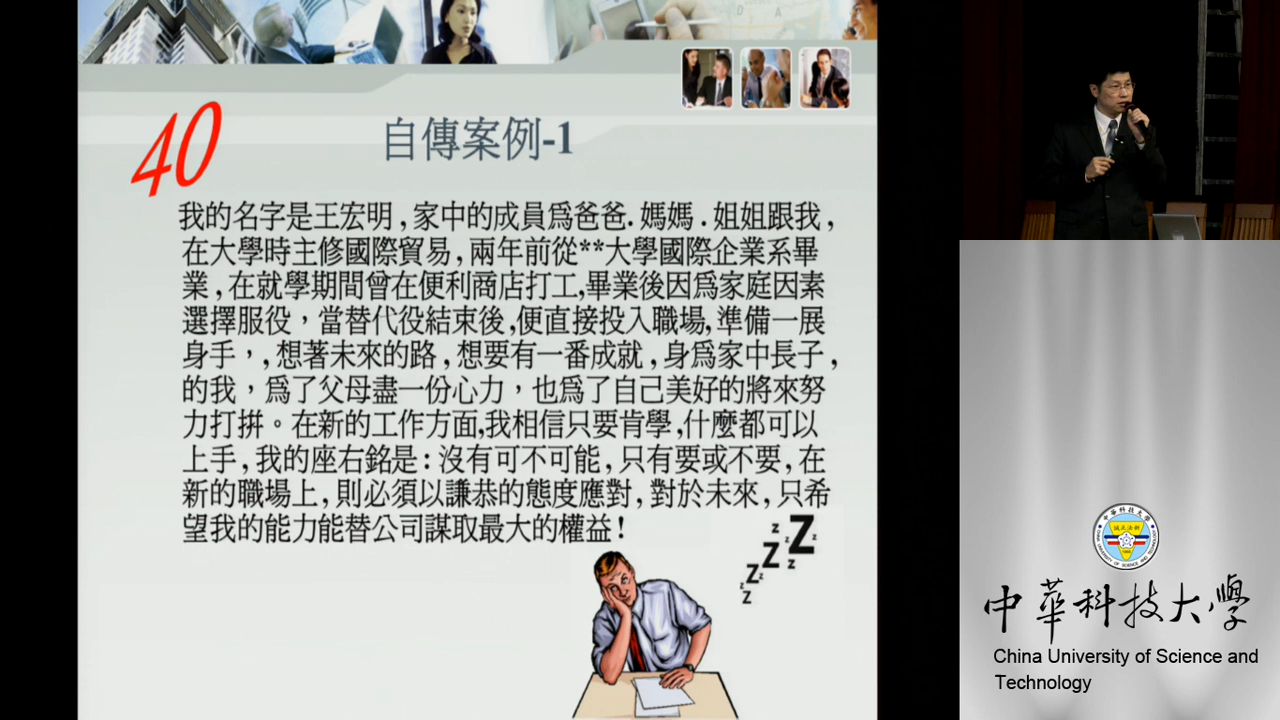 40
自傳案例-1
我的名字是王宏明,家中的成員為爸爸.媽媽.姐姐跟我,
在大學時主修國際貿易,兩年前從**大學國際企業系畢
業,在就學期間曾在便利商店打工,畢業後因為家庭因素
選擇服役,當替代役結束後,便直接投入職場,準備一展
身手,,想著未來的路,想要有一番成就,身為家中長子,
的我,為了父母盡一份心力,也為了自己美好的將來努
力打拚。在新的工作方面,我相信只要肯學,什麼都可以
上手,我的座右銘是:沒有可不可能,只有要或不要,在
新的職場上,則必須以謙恭的態度應對,對於未來,只希
望我的能力能替公司謀取最大的權益!
z z Z z z Z z Z z z Z
中華科技大學
China University of Science and
Technology